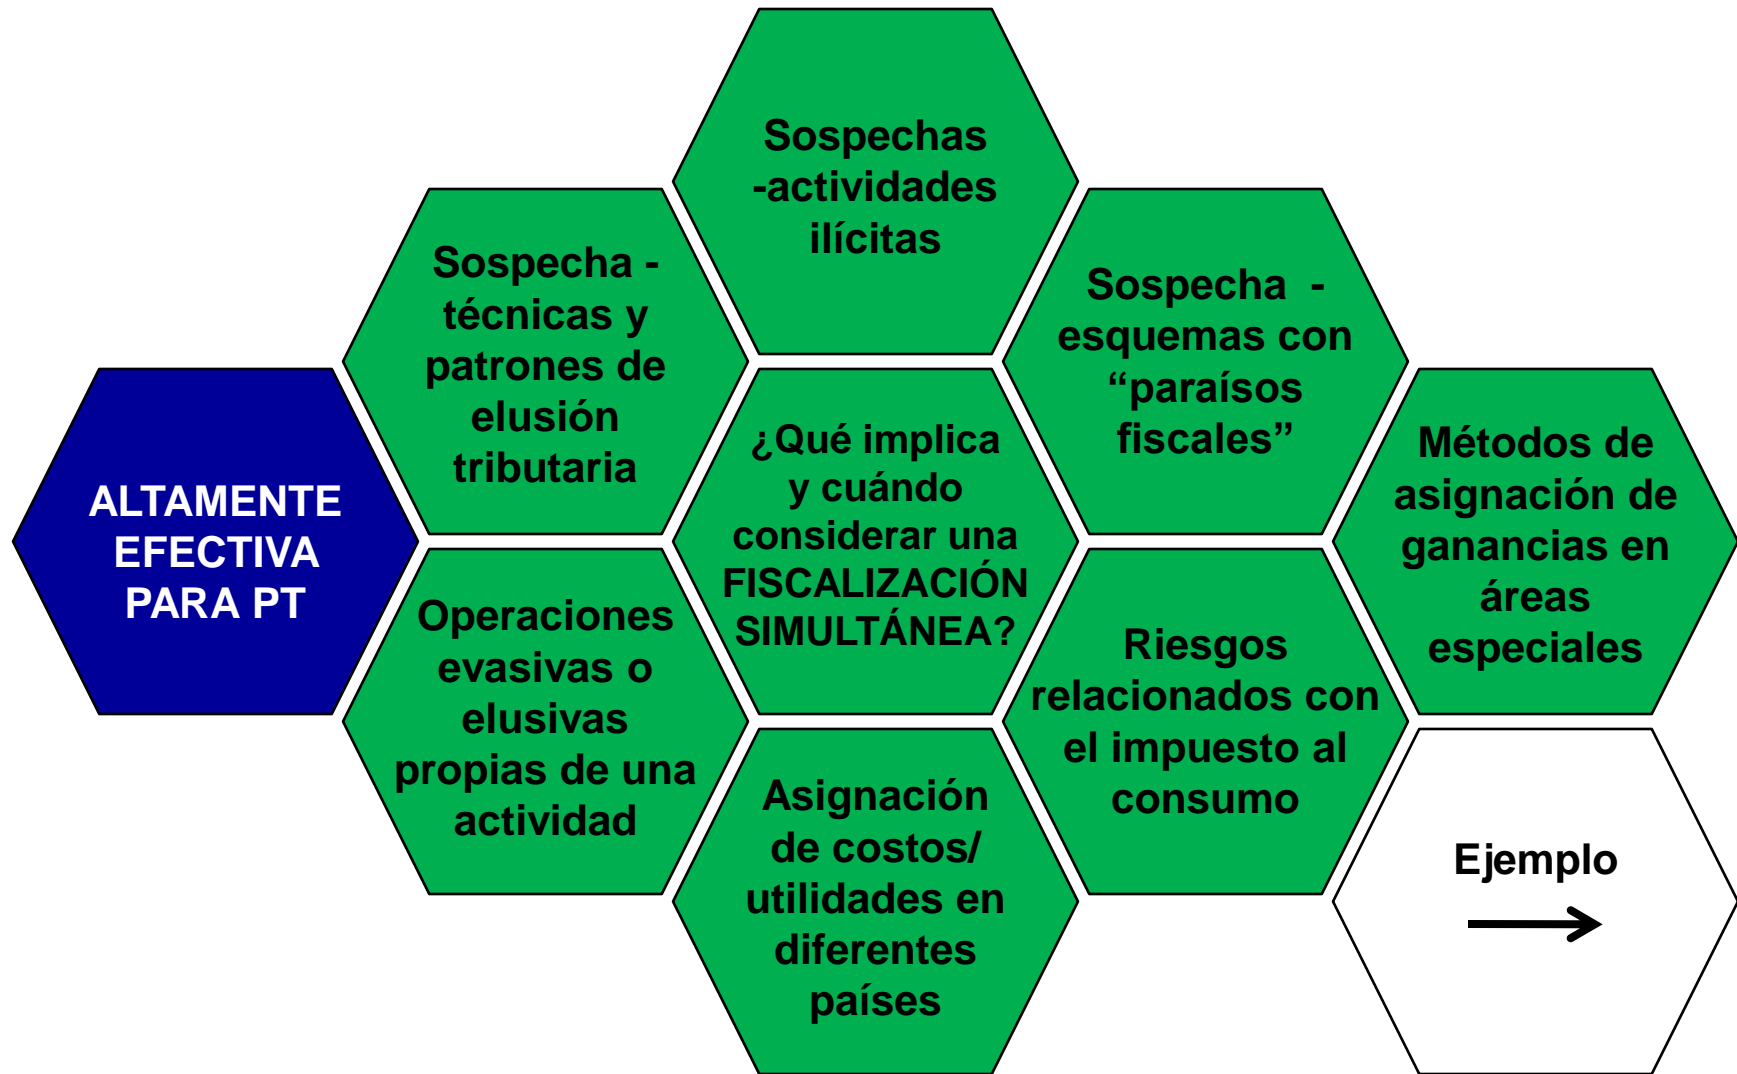 Sospechas
-actividades
ilícitas
Sospecha -
técnicas y
patrones de
elusión
tributaria
Sospecha -
esquemas con
“paraísos
fiscales”
ALTAMENTE
EFECTIVA
PARA PT
¿Qué implica
y cuándo
considerar una
FISCALIZACIÓN
SIMULTÁNEA?
Métodos de
asignación de
ganancias en
áreas
especiales
Operaciones
evasivas o
elusivas
propias de una
actividad
Riesgos
relacionados con
el impuesto al
consumo
Asignación
de costos/
utilidades en
diferentes
países
Ejemplo